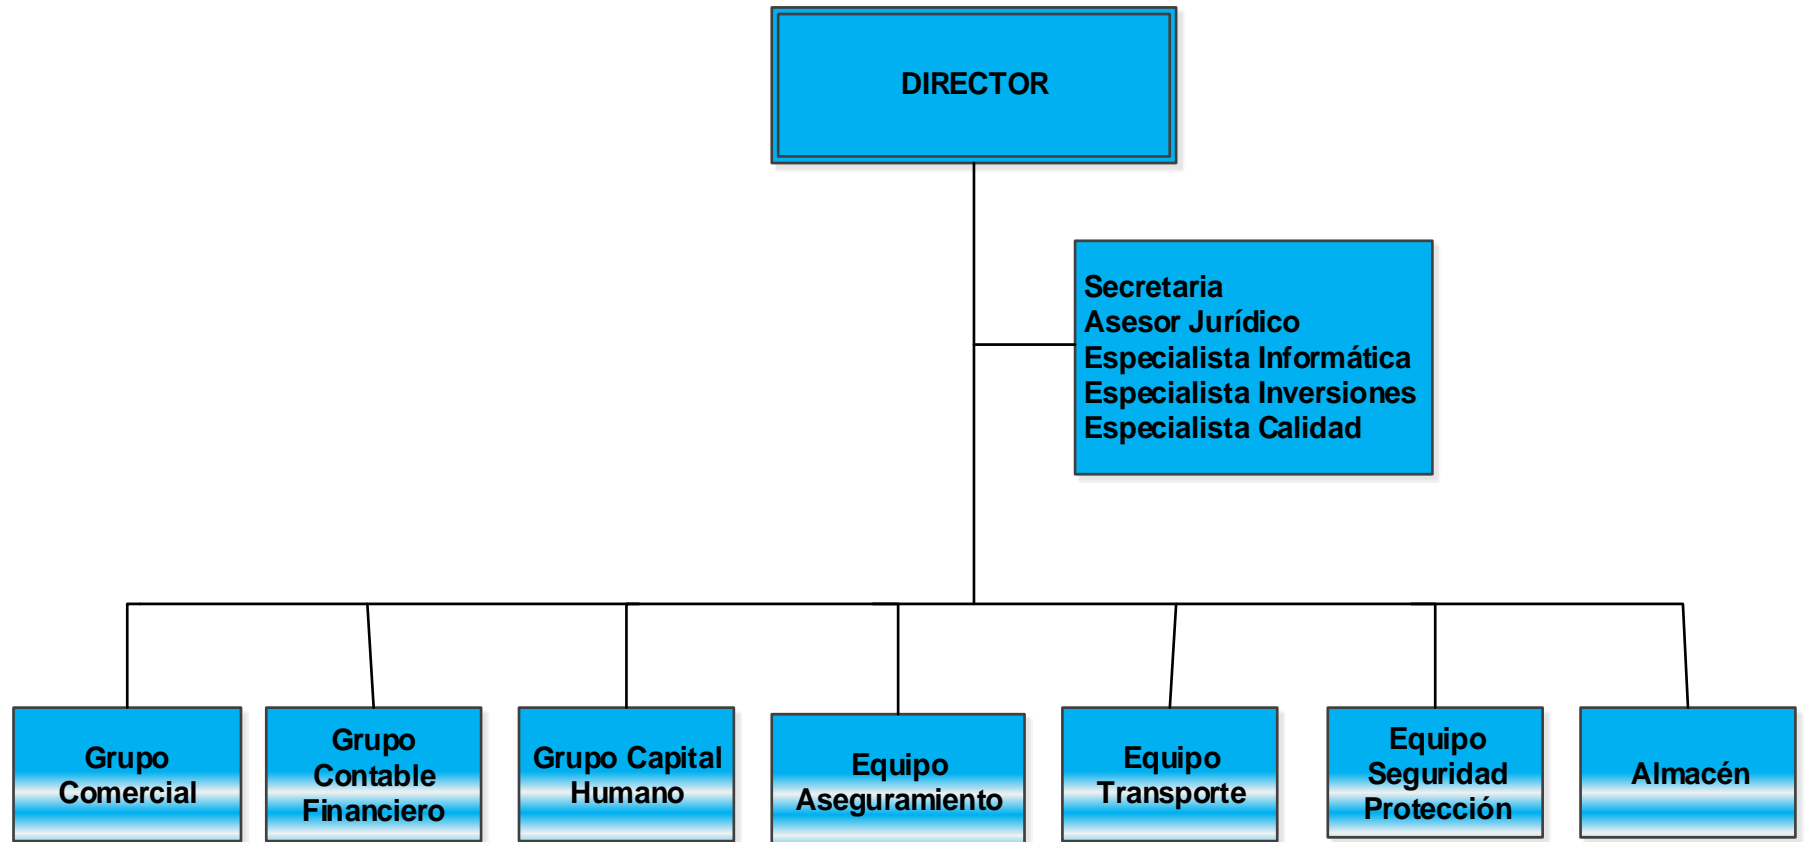 DIRECTOR
Secretaria
Asesor Jurídico
Especialista Informática
Especialista Inversiones
Especialista Calidad
Grupo
Comercial
Grupo
Contable
Financiero
Grupo Capital
Humano
Equipo
Aseguramiento
Equipo
Transporte
Equipo
Seguridad
Protección
Almacén